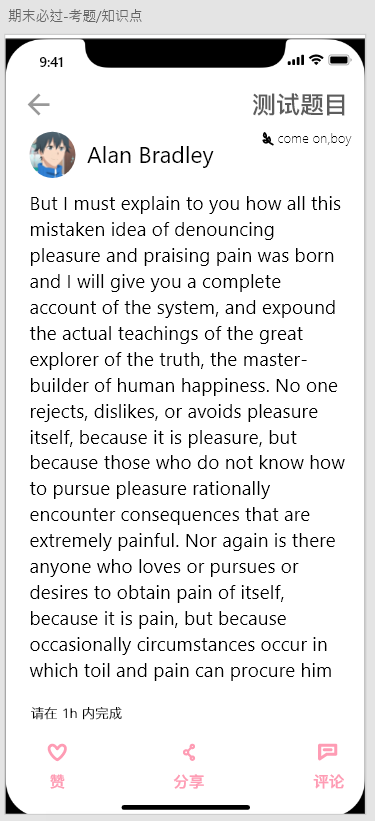 期末必过-考题/知识点
9:41
测试题目
come on,boy
Alan Bradley
But I must explain to you how all this
mistaken idea of denouncing
pleasure and praising pain was born
and I will give you a complete
account of the system, and expound
the actual teachings of the great
explorer of the truth, the master-
builder of human happiness. No one
rejects, dislikes, or avoids pleasure
itself, because it is pleasure, but
because those who do not know how
to pursue pleasure rationally
encounter consequences that are
extremely painful. Nor again is there
anyone who loves or pursues or
desires to obtain pain of itself,
because it is pain, but because
occasionally circumstances occur in
which toil and pain can procure him
请在 1h 内完成
赞 分享 评论